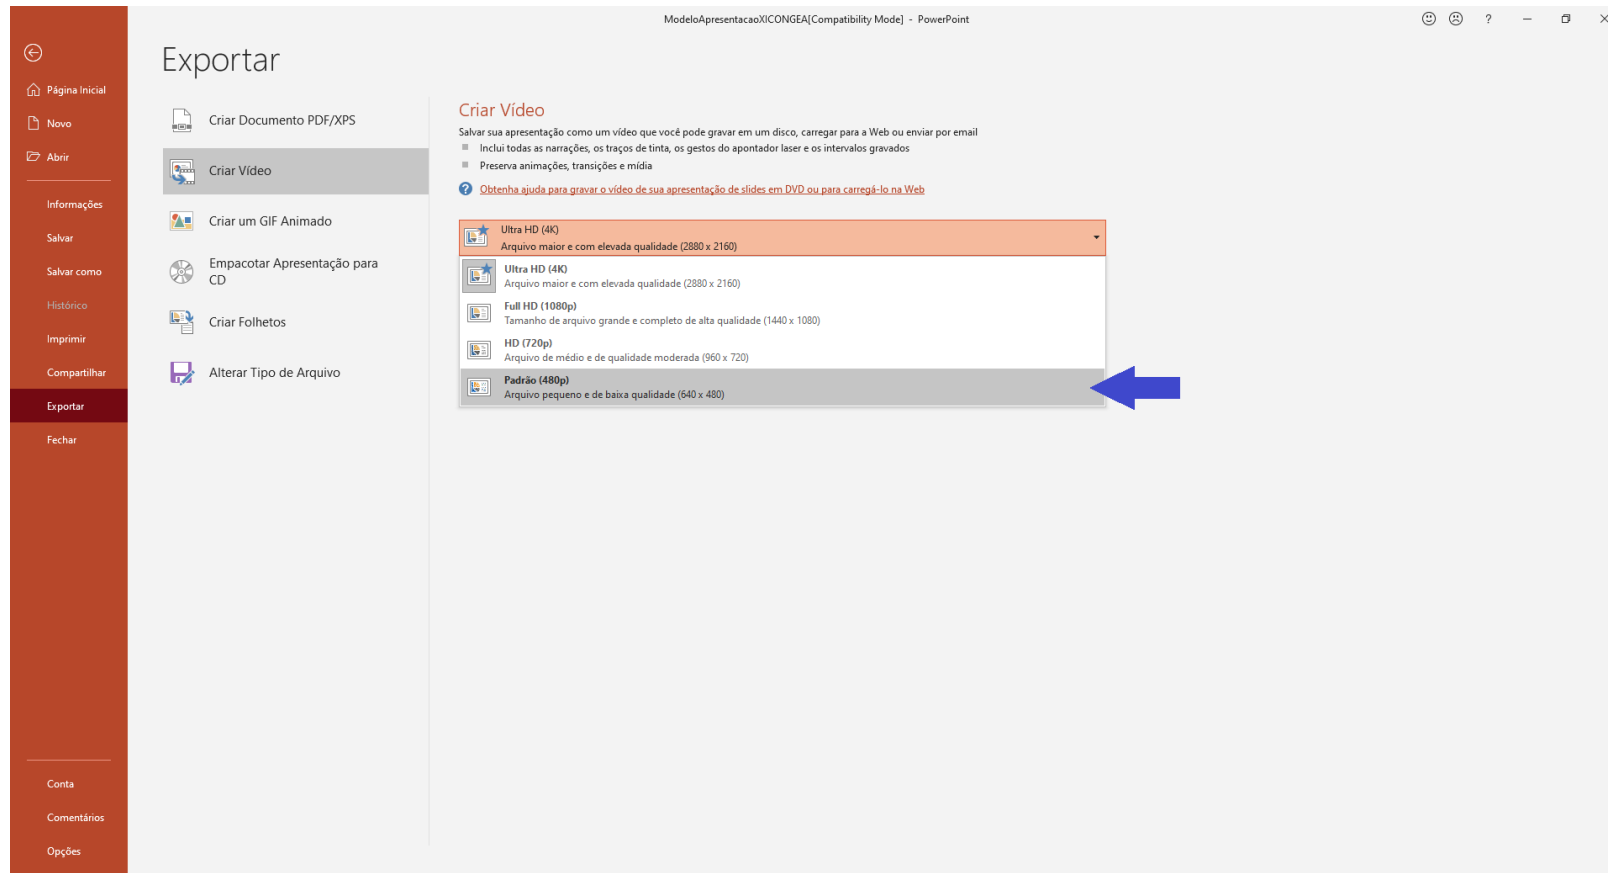 ModeloApresentacaoXICONGEA[Compatibility Mode] - PowerPoint
?
Exportar
Página Inicial
Novo
Abrir
Informações
Salvar
Salvar como
Histórico
Imprimir
Compartilhar
Exportar
Fechar
Conta
Comentários
Opções
Criar Documento PDF/XPS
Criar Vídeo
Criar um GIF Animado
Empacotar Apresentação para
CD
Criar Folhetos
Alterar Tipo de Arquivo
Criar Vídeo
Salvar sua apresentação como um vídeo que você pode gravar em um disco, carregar para a Web ou enviar por email
Inclui todas as narrações, os traços de tinta, os gestos do apontador laser e os intervalos gravados
Preserva animações, transições e mídia
Obtenha ajuda para gravar o vídeo de sua apresentação de slides em DVD ou para carregá-lo na Web
Ultra HD (4K)
Arquivo maior e com elevada qualidade (2880 x 2160)
Ultra HD (4K)
Arquivo maior e com elevada qualidade (2880 x 2160)
Full HD (1080p)
Tamanho de arquivo grande e completo de alta qualidade (1440 x 1080)
HD (720p)
Arquivo de médio e de qualidade moderada (960 x 720)
Padrão (480p)
Arquivo pequeno e de baixa qualidade (640 x 480)